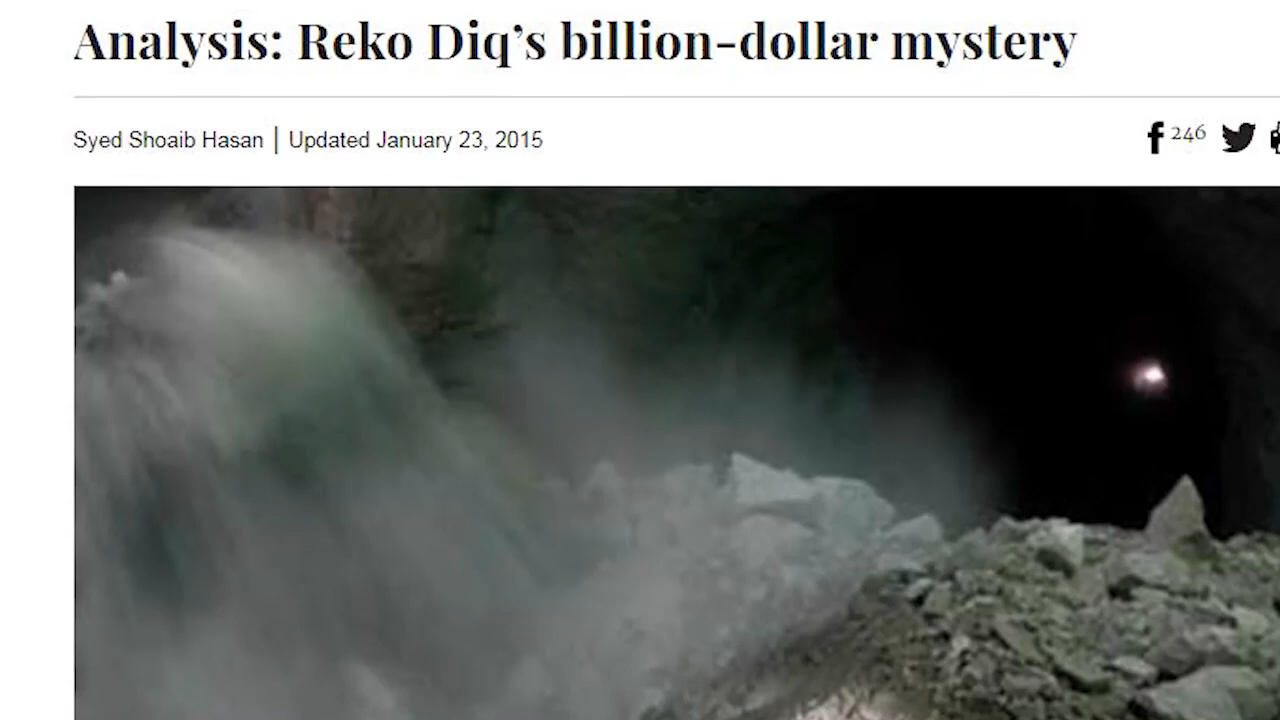 Analysis: Reko Diq’s billion-dollar mystery
Syed Shoaib Hasan | Updated January 23, 2015
246